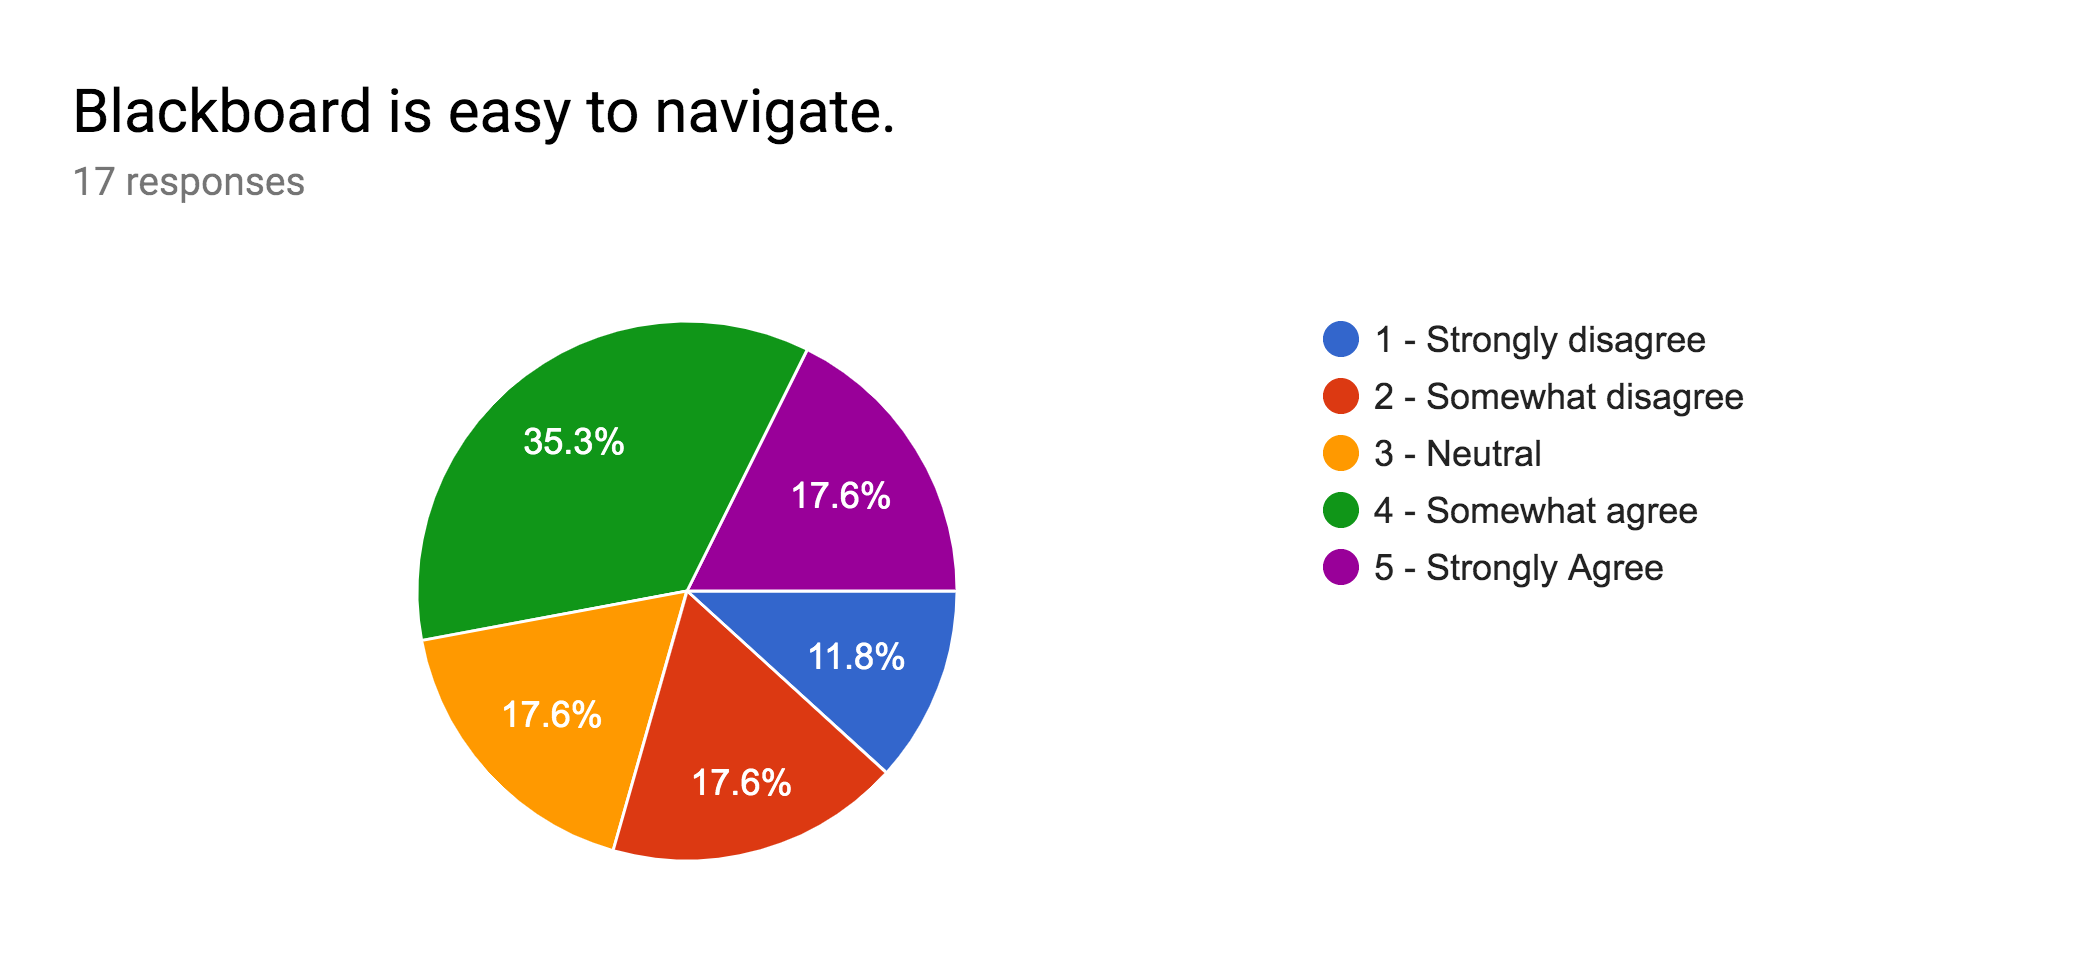 Blackboard is easy to navigate.
17 responses
35.3%
17.6%
11.8%
17.6%
17.6%
1 - Strongly disagree
2 - Somewhat disagree
3 - Neutral
4 - Somewhat agree
5 - Strongly Agree